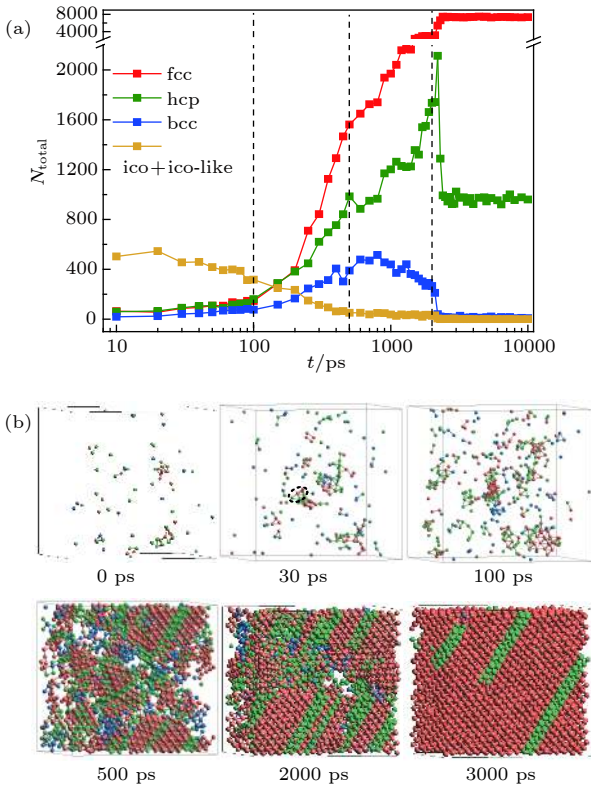 (a)
8000
4000
2000
1600
1200
800
400
0
N_total
fcc
hcp
bcc
ico+ico-like
10
100
1000
10000
t/ps
(b)
0 ps
30 ps
100 ps
500 ps
2000 ps
3000 ps